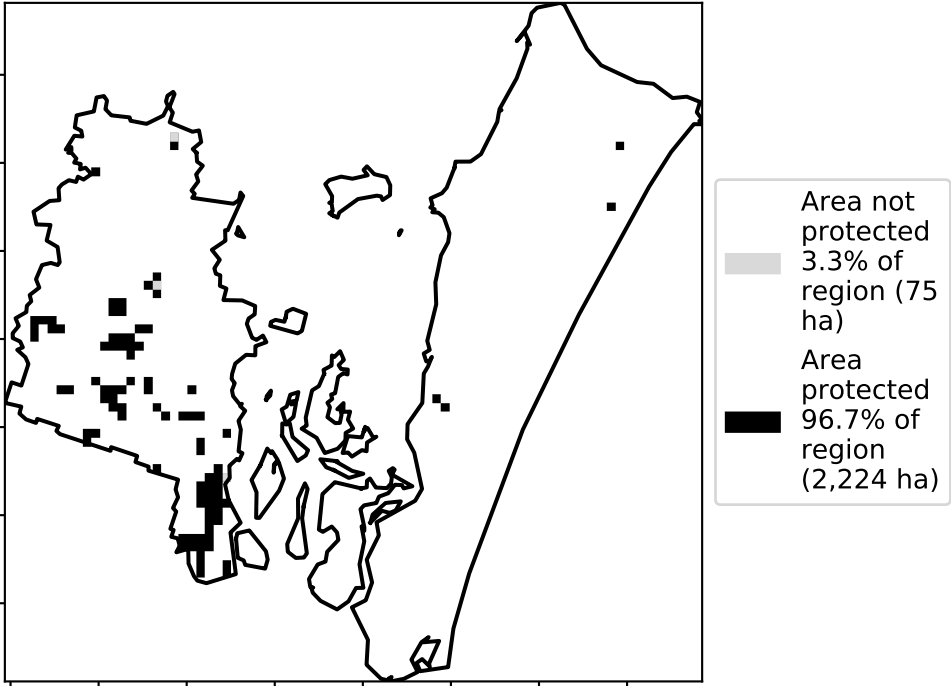 Area not
protected
3.3% of
region (75
ha)
Area
protected
96.7% of
region
(2,224 ha)